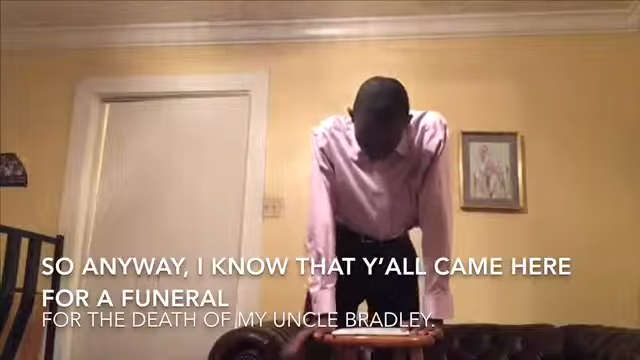 SO ANYWAY, I KNOW THAT Y'ALL CAME HERE
FOR A FUNERAL
FOR THE DEATH OF MY UNCLE BRADLEY.